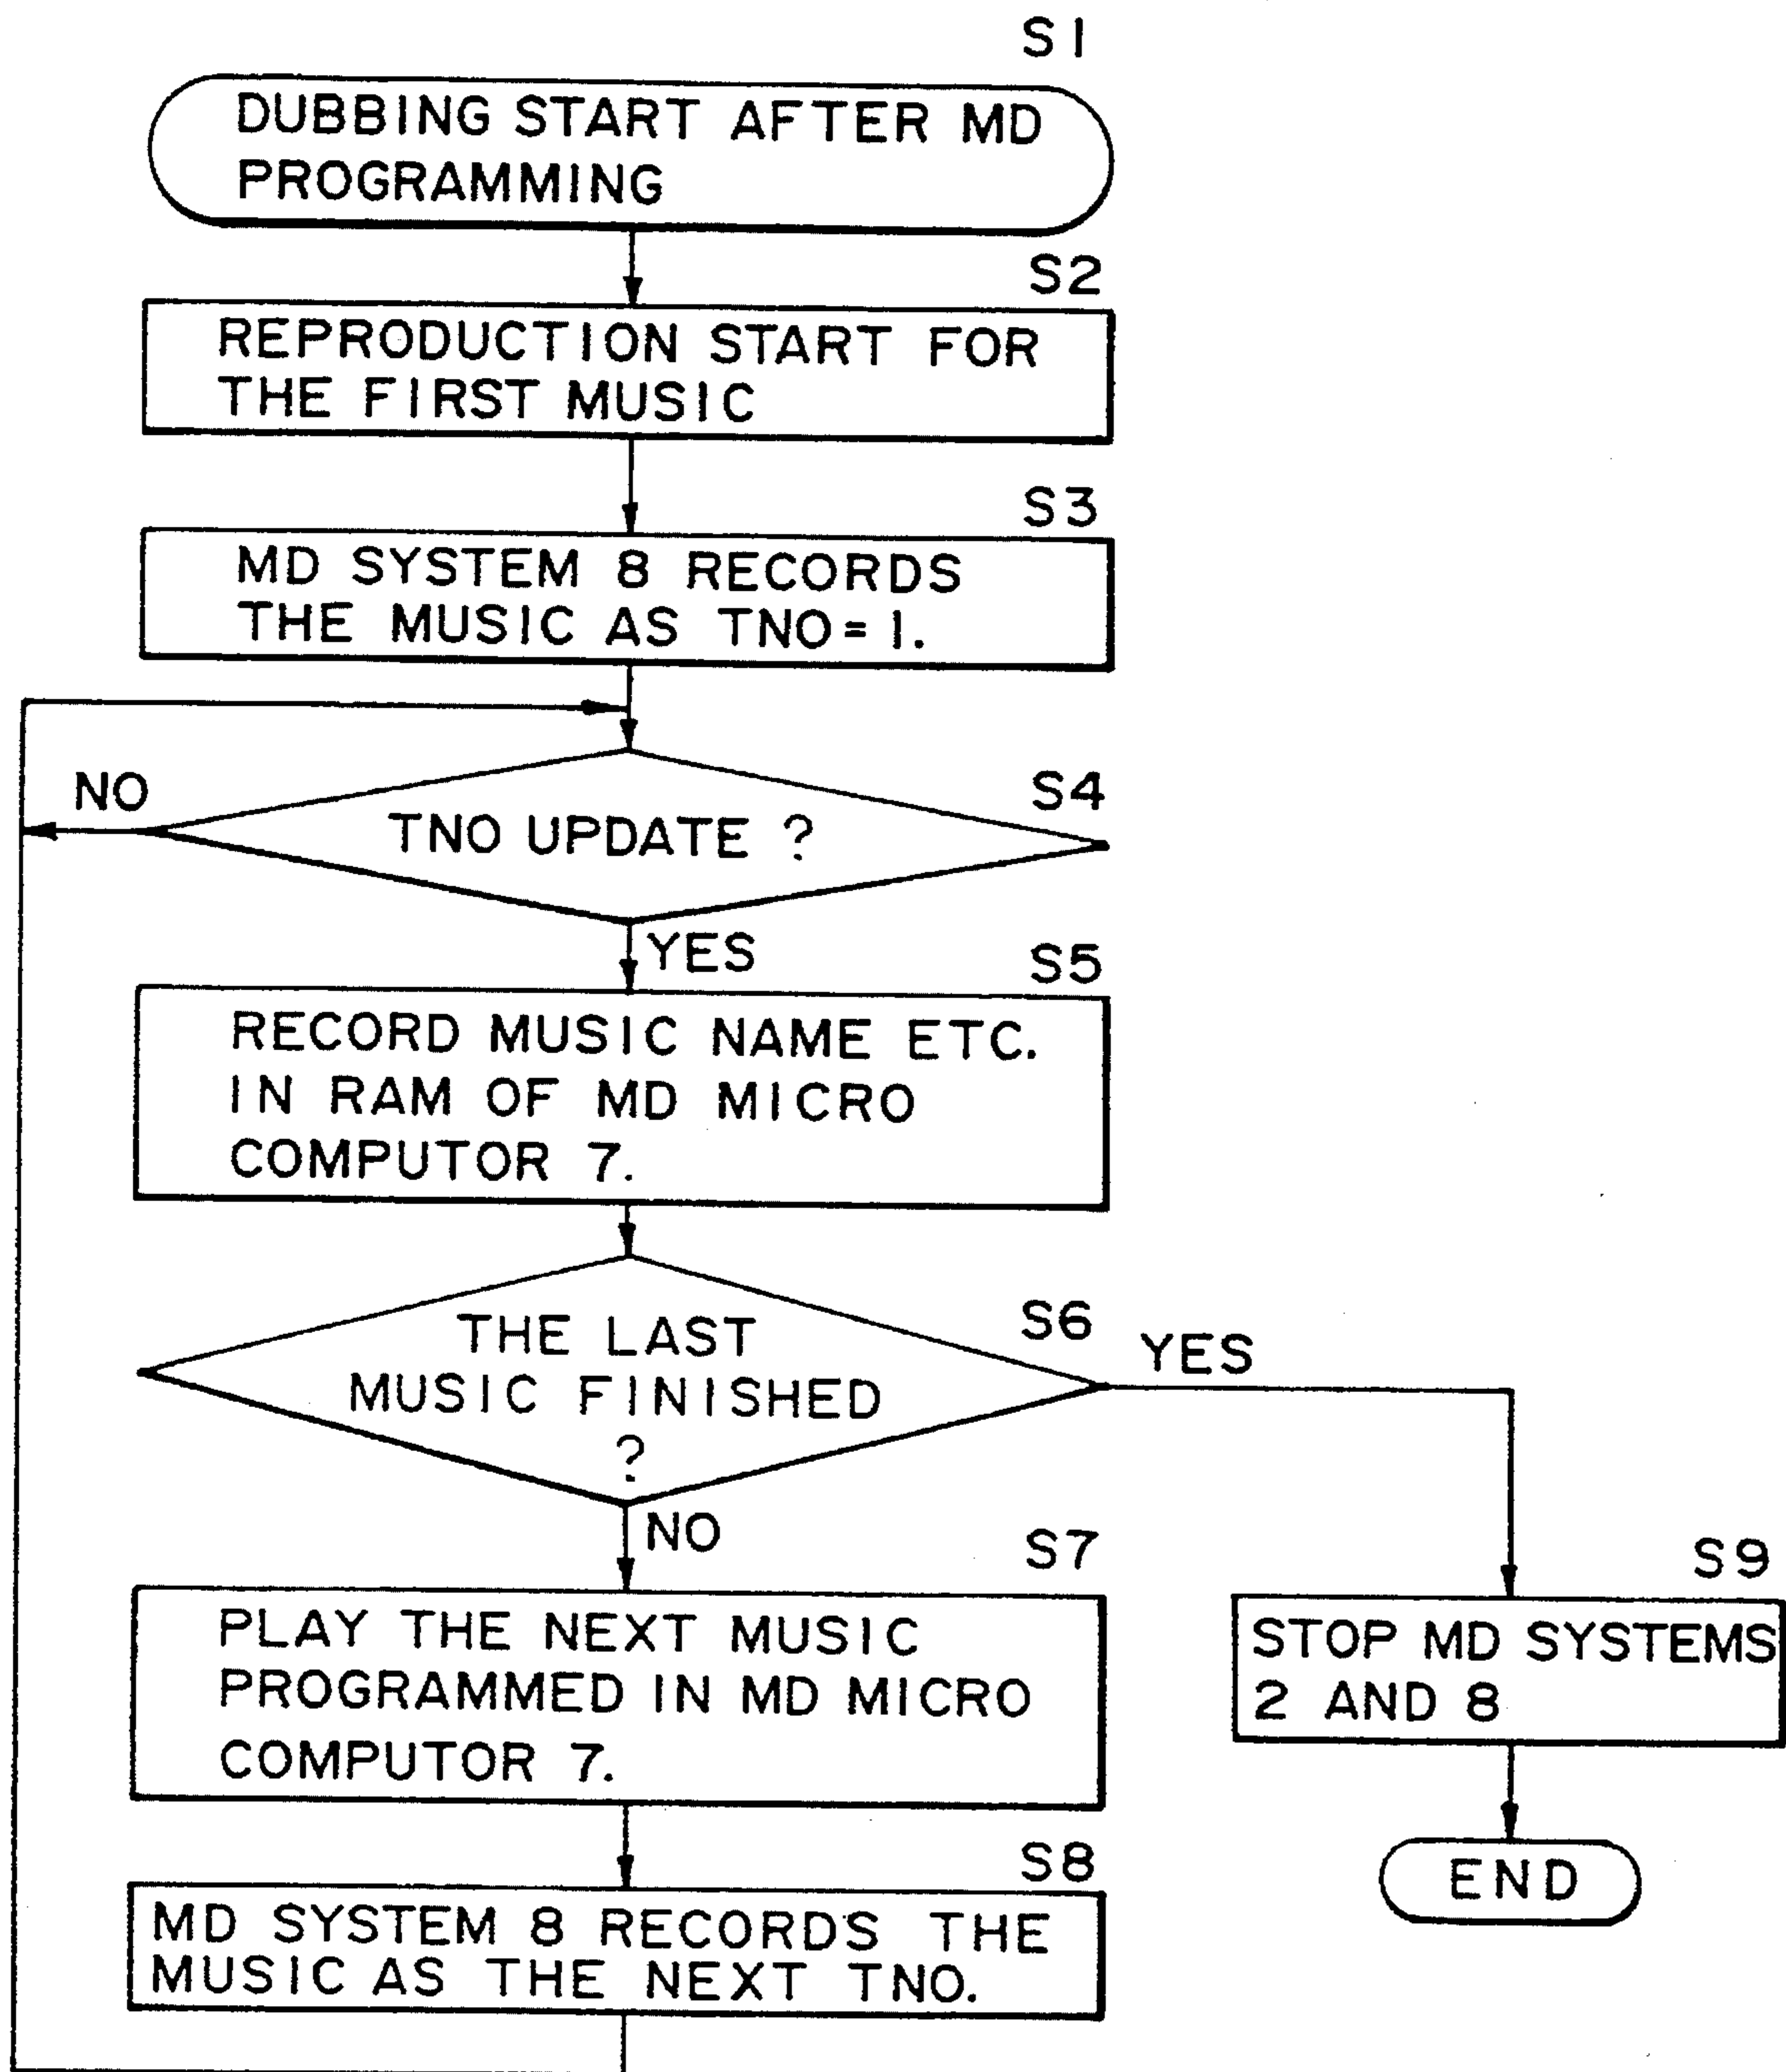 S1
DUBBING START AFTER MD
PROGRAMMING
S2
REPRODUCTION START FOR
THE FIRST MUSIC
S3
MD SYSTEM 8 RECORDS
THE MUSIC AS TNO=1.
NO
S4
TNO UPDATE ?
YES
S5
RECORD MUSIC NAME ETC.
IN RAM OF MD MICRO
COMPUTOR 7.
S6
THE LAST
MUSIC FINISHED
?
YES
NO
S7
PLAY THE NEXT MUSIC
PROGRAMMED IN MD MICRO
COMPUTOR 7.
S9
STOP MD SYSTEMS
2 AND 8
S8
MD SYSTEM 8 RECORDS THE
MUSIC AS THE NEXT TNO.
END